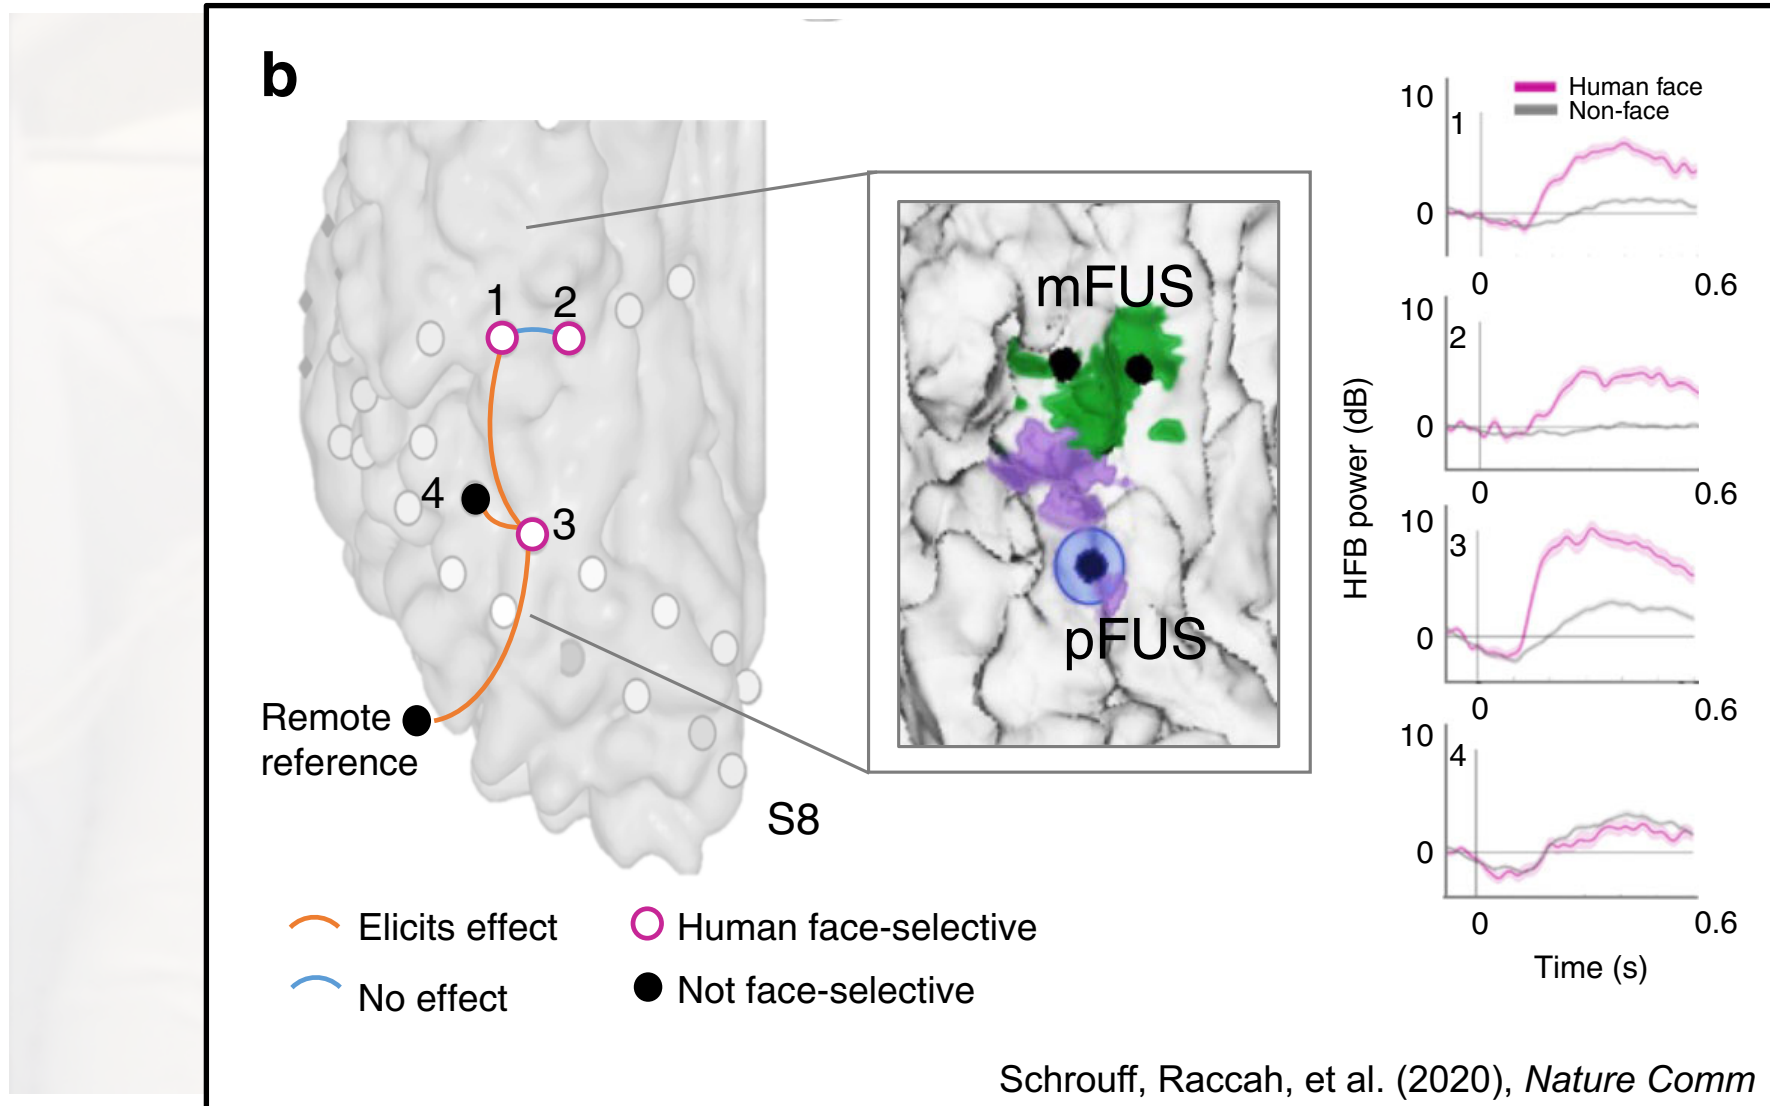 b
1
2
4
3
Remote
reference
S8
Elicits effect
No effect
Human face-selective
Not face-selective
mFUS
pFUS
HFB power (dB)
Human face
Non-face
10
1
0
0
0.6
10
2
0
0
0.6
10
3
0
0
0.6
10
4
0
0
0.6
Time (s)
Schrouff, Raccah, et al. (2020), Nature Comm